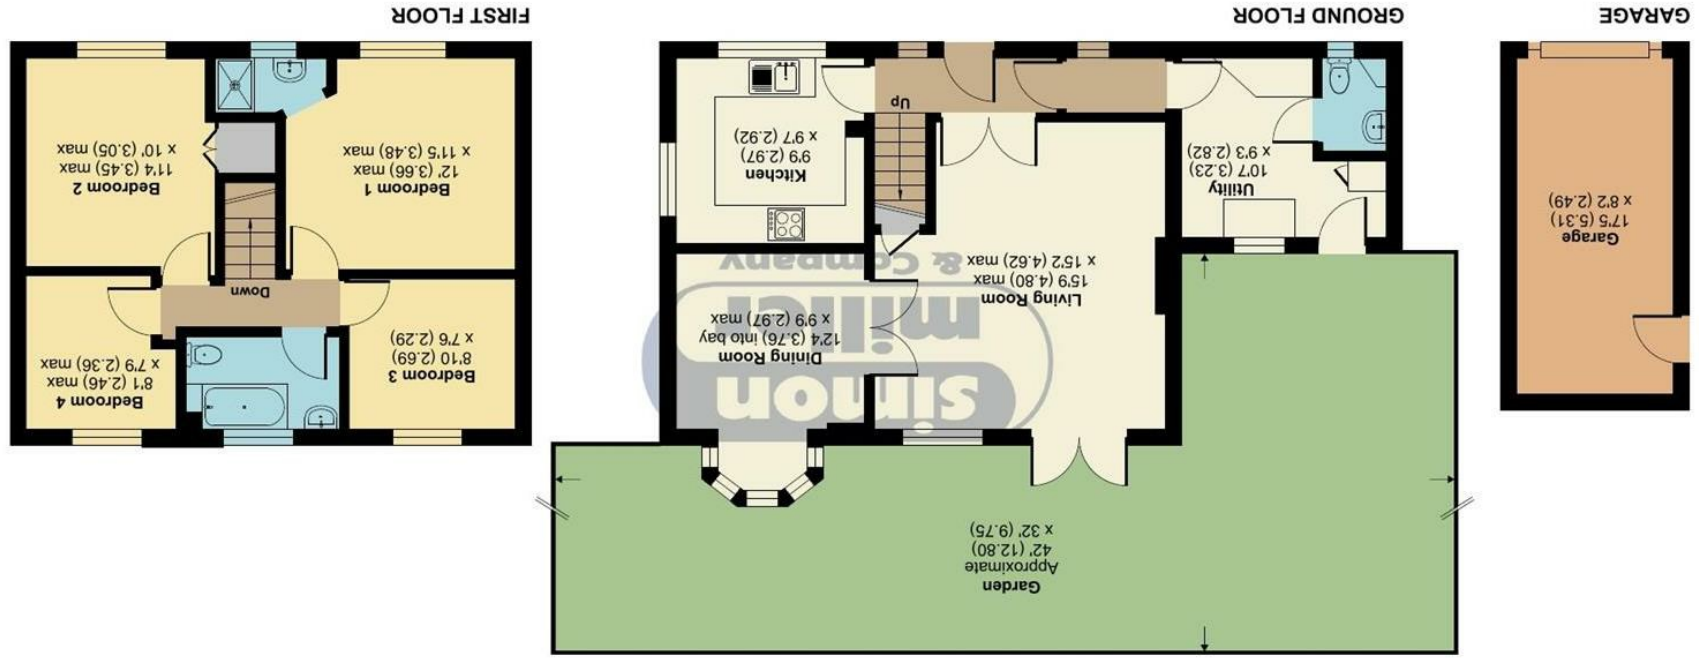 Garden
Approximate
42' (12.80)
x 32' (9.75)
simon
miller
& Company
Garage
17'5 (5.31)
x 8'2 (2.49)
GARAGE
Utility
10'7 (3.23)
x 9'3 (2.82)
Living Room
15'9 (4.80) max
x 15'2 (4.62) max
Dining Room
12'4 (3.76) into bay
x 9'9 (2.97) max
Kitchen
9'9 (2.97)
x 9'7 (2.92)
Up
GROUND FLOOR
Bedroom 3
8'10 (2.69)
x 7'6 (2.29)
Bedroom 4
8'1 (2.46) max
x 7'9 (2.36) max
Down
Bedroom 1
12' (3.66) max
x 11'5 (3.48) max
Bedroom 2
11'4 (3.45) max
x 10' (3.05) max
FIRST FLOOR